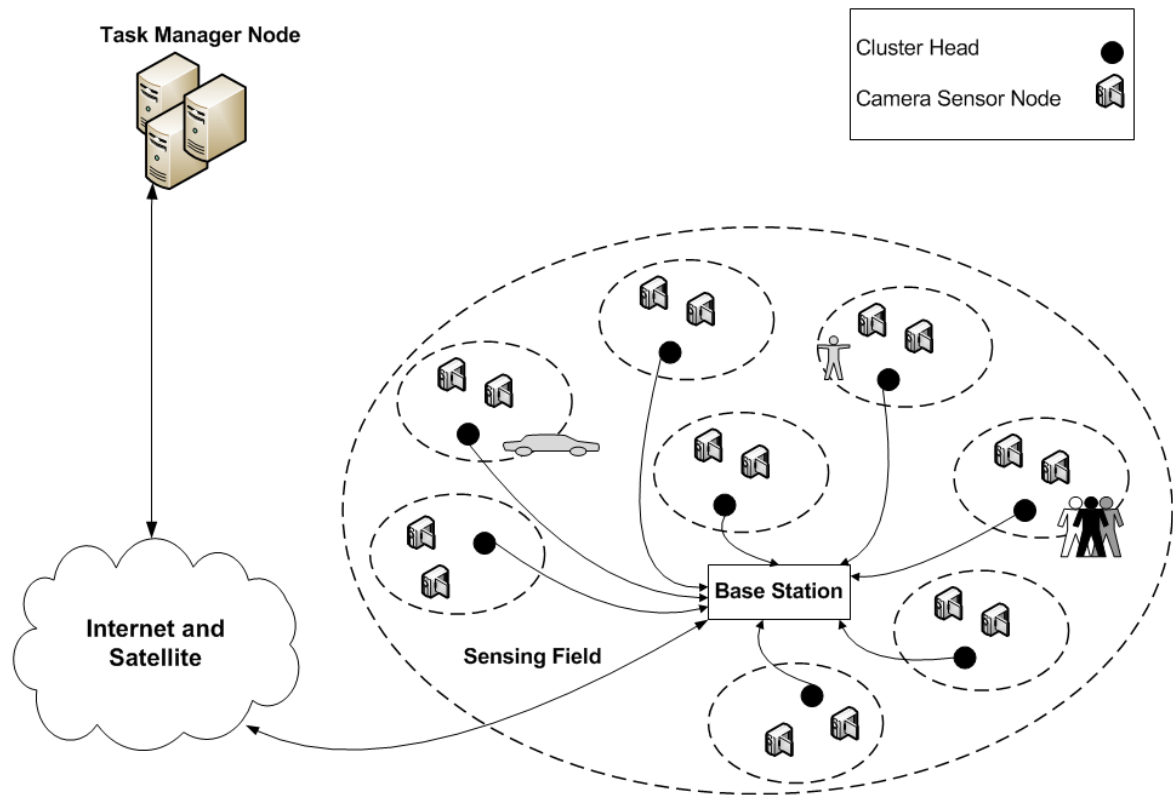 Task Manager Node
Cluster Head
Camera Sensor Node
Base Station
Internet and
Satellite
Sensing Field